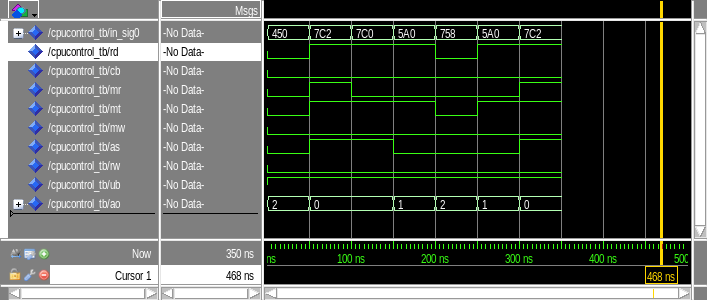 Msgs
/cpucontrol_tb/in_sig0 -No Data- 450 7C2 7C0 5A0 758 5A0 7C2
/cpucontrol_tb/rd -No Data-
/cpucontrol_tb/cb -No Data-
/cpucontrol_tb/mr -No Data-
/cpucontrol_tb/mt -No Data-
/cpucontrol_tb/mw -No Data-
/cpucontrol_tb/as -No Data-
/cpucontrol_tb/rw -No Data-
/cpucontrol_tb/ub -No Data-
/cpucontrol_tb/ao -No Data- 2 0 1 2 1 0
Now 350 ns ns 100 ns 200 ns 300 ns 400 ns 500
Cursor 1 468 ns 468 ns